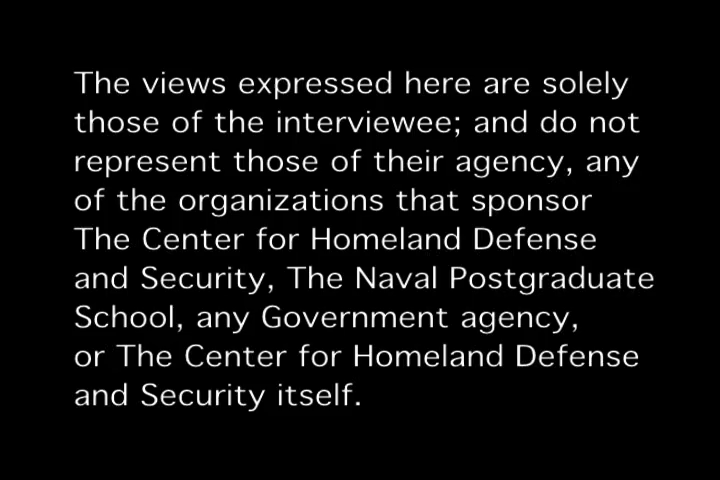 The views expressed here are solely
those of the interviewee; and do not
represent those of their agency, any
of the organizations that sponsor
The Center for Homeland Defense
and Security, The Naval Postgraduate
School, any Government agency,
or The Center for Homeland Defense
and Security itself.